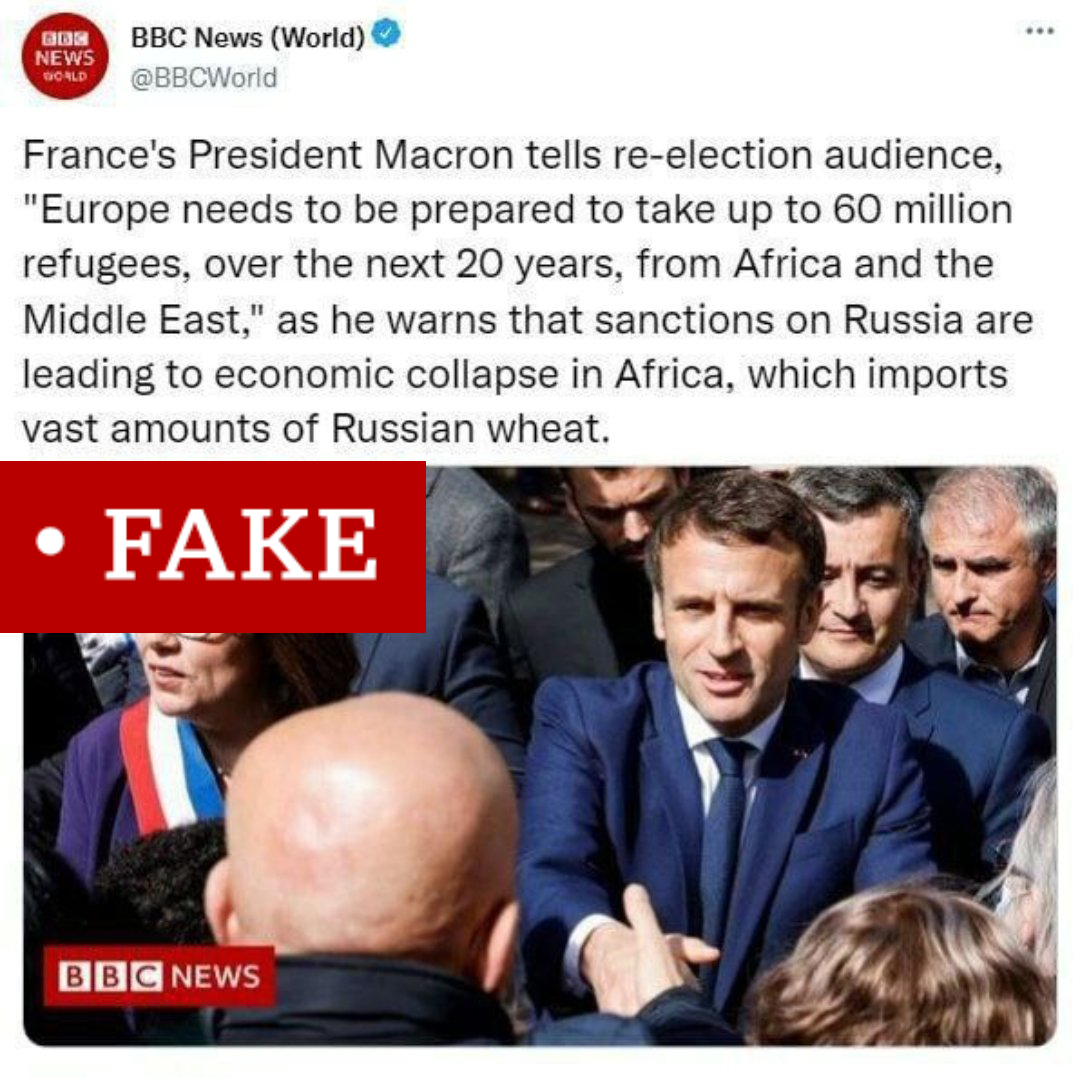 BBC
NEWS
WORLD
BBC News (World)
@BBCWorld
France's President Macron tells re-election audience,
"Europe needs to be prepared to take up to 60 million
refugees, over the next 20 years, from Africa and the
Middle East," as he warns that sanctions on Russia are
leading to economic collapse in Africa, which imports
vast amounts of Russian wheat.
• FAKE
BBC NEWS